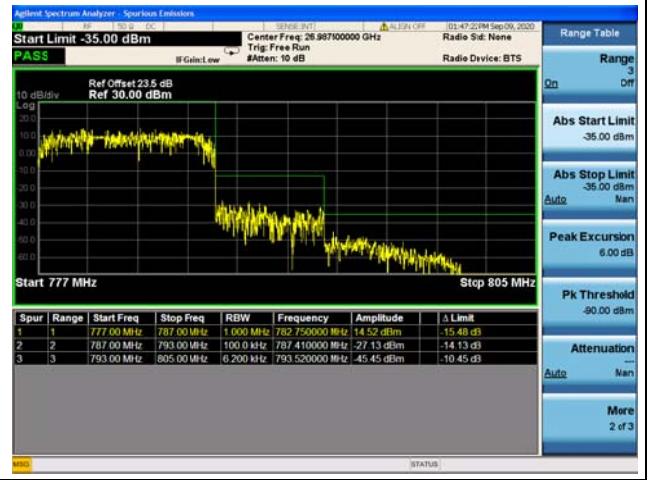 Agilent Spectrum Analyzer - Spurious Emissions
RF 50 Ω DC SENSE:INT ALIGN OFF 01:47:22PM Sep 09, 2020
Start Limit -35.00 dBm Center Freq: 26.987100000 GHz Radio Std: None
PASS IFGain:Low Trig: Free Run
#Atten: 10 dB Radio Device: BTS
Ref Offset 23.5 dB
10 dB/div Ref 30.00 dBm
Log
20.0
10.0
0.00
-10.0
-20.0
-30.0
-40.0
-50.0
-60.0
Start 777 MHz Stop 805 MHz
Spur Range Start Freq Stop Freq RBW Frequency Amplitude Δ Limit
1 1 777.00 MHz 787.00 MHz 1.000 MHz 782.750000 MHz 14.52 dBm -15.48 dB
2 2 787.00 MHz 793.00 MHz 100.0 kHz 787.410000 MHz -27.13 dBm -14.13 dB
3 3 793.00 MHz 805.00 MHz 6.200 kHz 793.520000 MHz -45.45 dBm -10.45 dB
MSG STATUS
Range Table
Range
3
On Off
Abs Start Limit
-35.00 dBm
Abs Stop Limit
-35.00 dBm
Auto Man
Peak Excursion
6.00 dB
Pk Threshold
-90.00 dBm
Attenuation
---
Auto Man
More
2 of 3